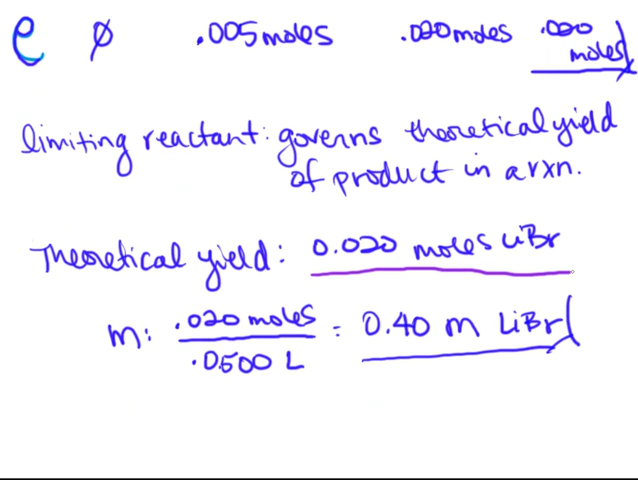 e ∅ .005 moles .020 moles .020
moles
limiting reactant: governs theoretical yield
of product in a rxn.
Theoretical yield: 0.020 moles LiBr
M: .020 moles = 0.40 M LiBr
.0500 L